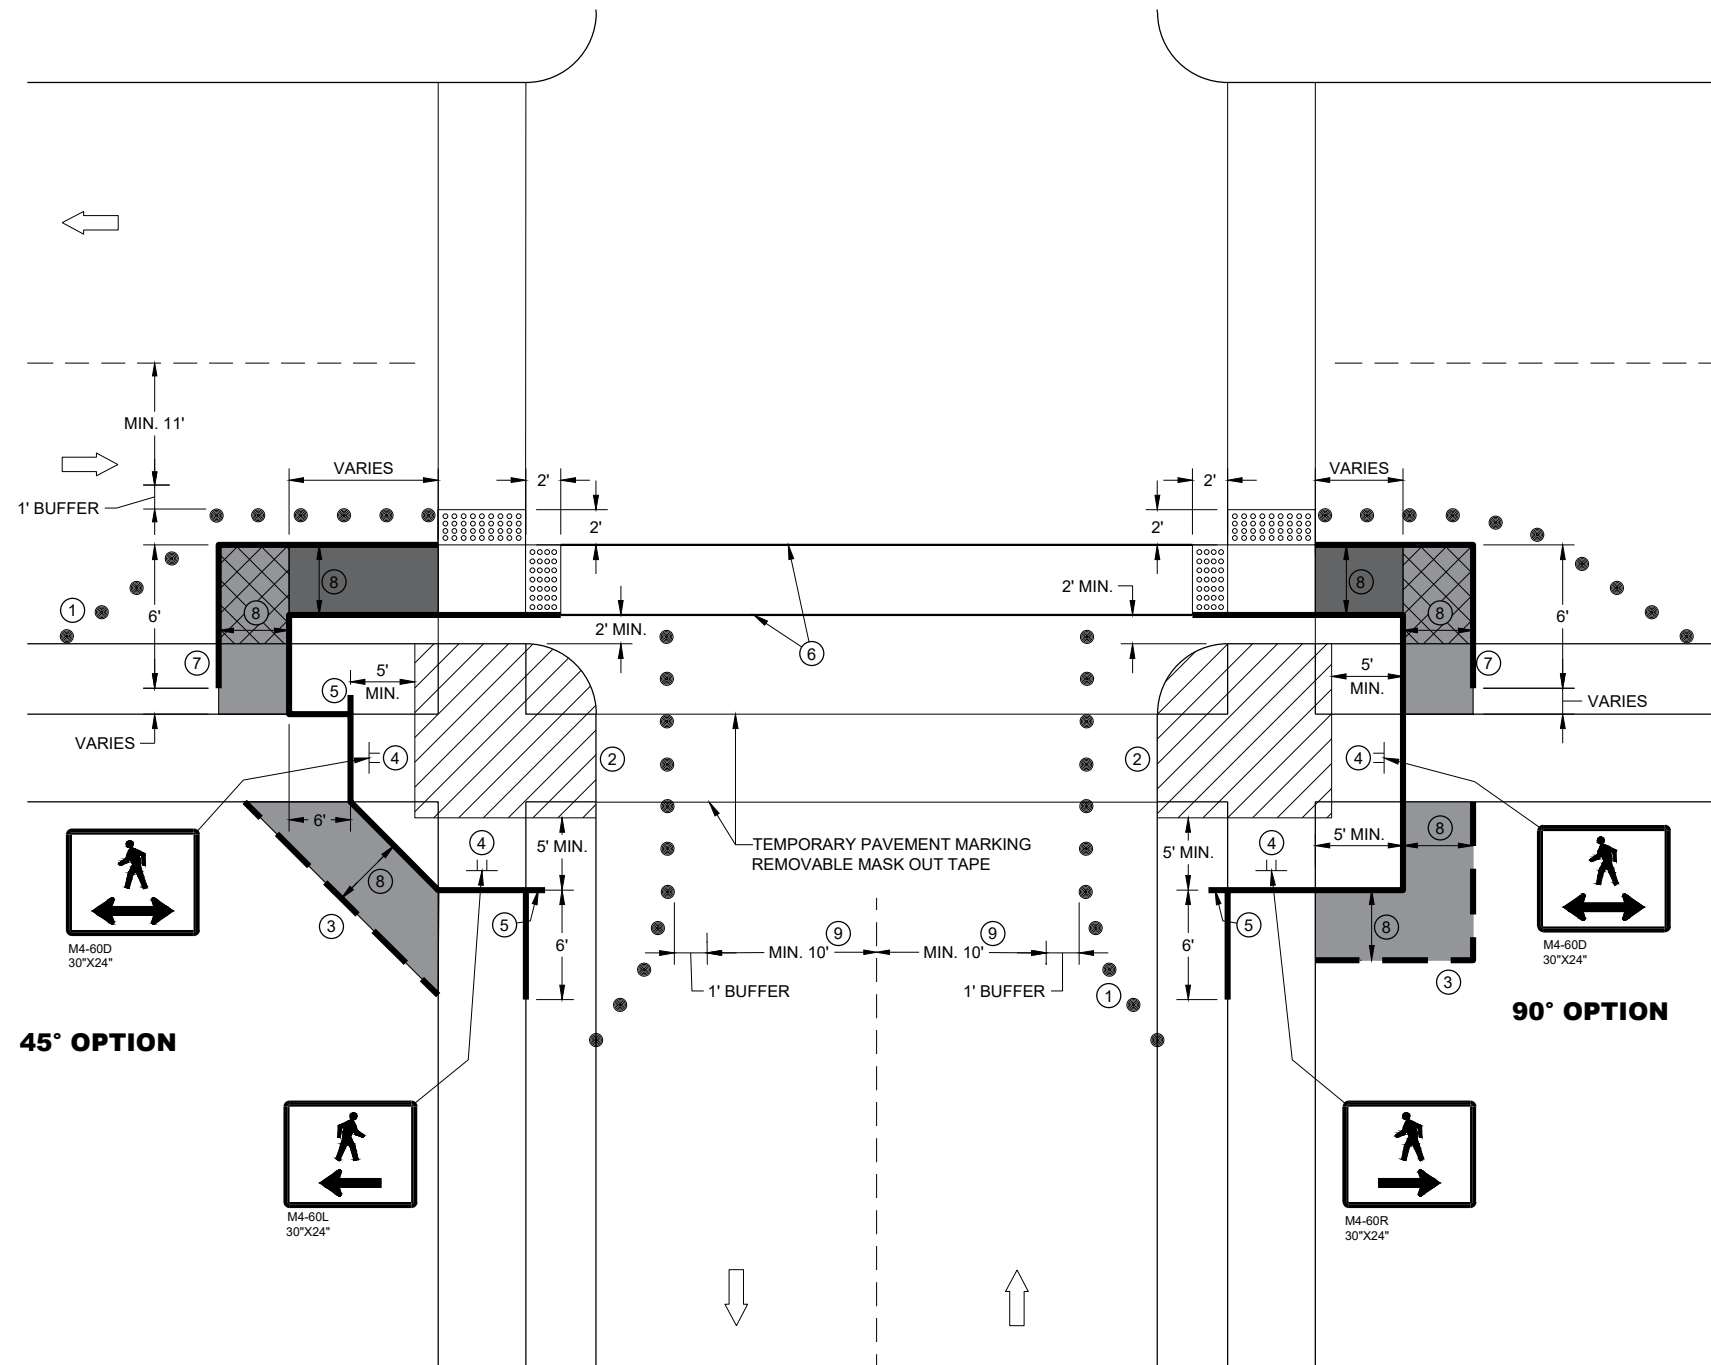 VARIES
2'
2'
VARIES
2'
2'
MIN. 11'
1' BUFFER
6'
1
8
8
2' MIN.
2' MIN.
6
8
8
6'
7
5'
MIN.
5
5'
MIN.
7
VARIES
VARIES
4
2
2
4
6'
4
5' MIN.
TEMPORARY PAVEMENT MARKING
REMOVABLE MASK OUT TAPE
5' MIN.
4
5' MIN.
8
8
3
5
6'
MIN. 10'
9
MIN. 10'
9
6'
5
8
3
1' BUFFER
1' BUFFER
1
M4-60D
30"X24"
M4-60D
30"X24"
45° OPTION
90° OPTION
M4-60L
30"X24"
M4-60R
30"X24"